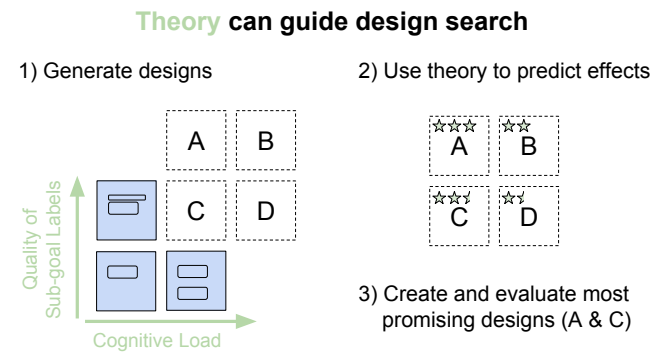 Theory can guide design search
1) Generate designs
A B
C D
Quality of
Sub-goal Labels
Cognitive Load
2) Use theory to predict effects
A B
C D
3) Create and evaluate most
promising designs (A & C)